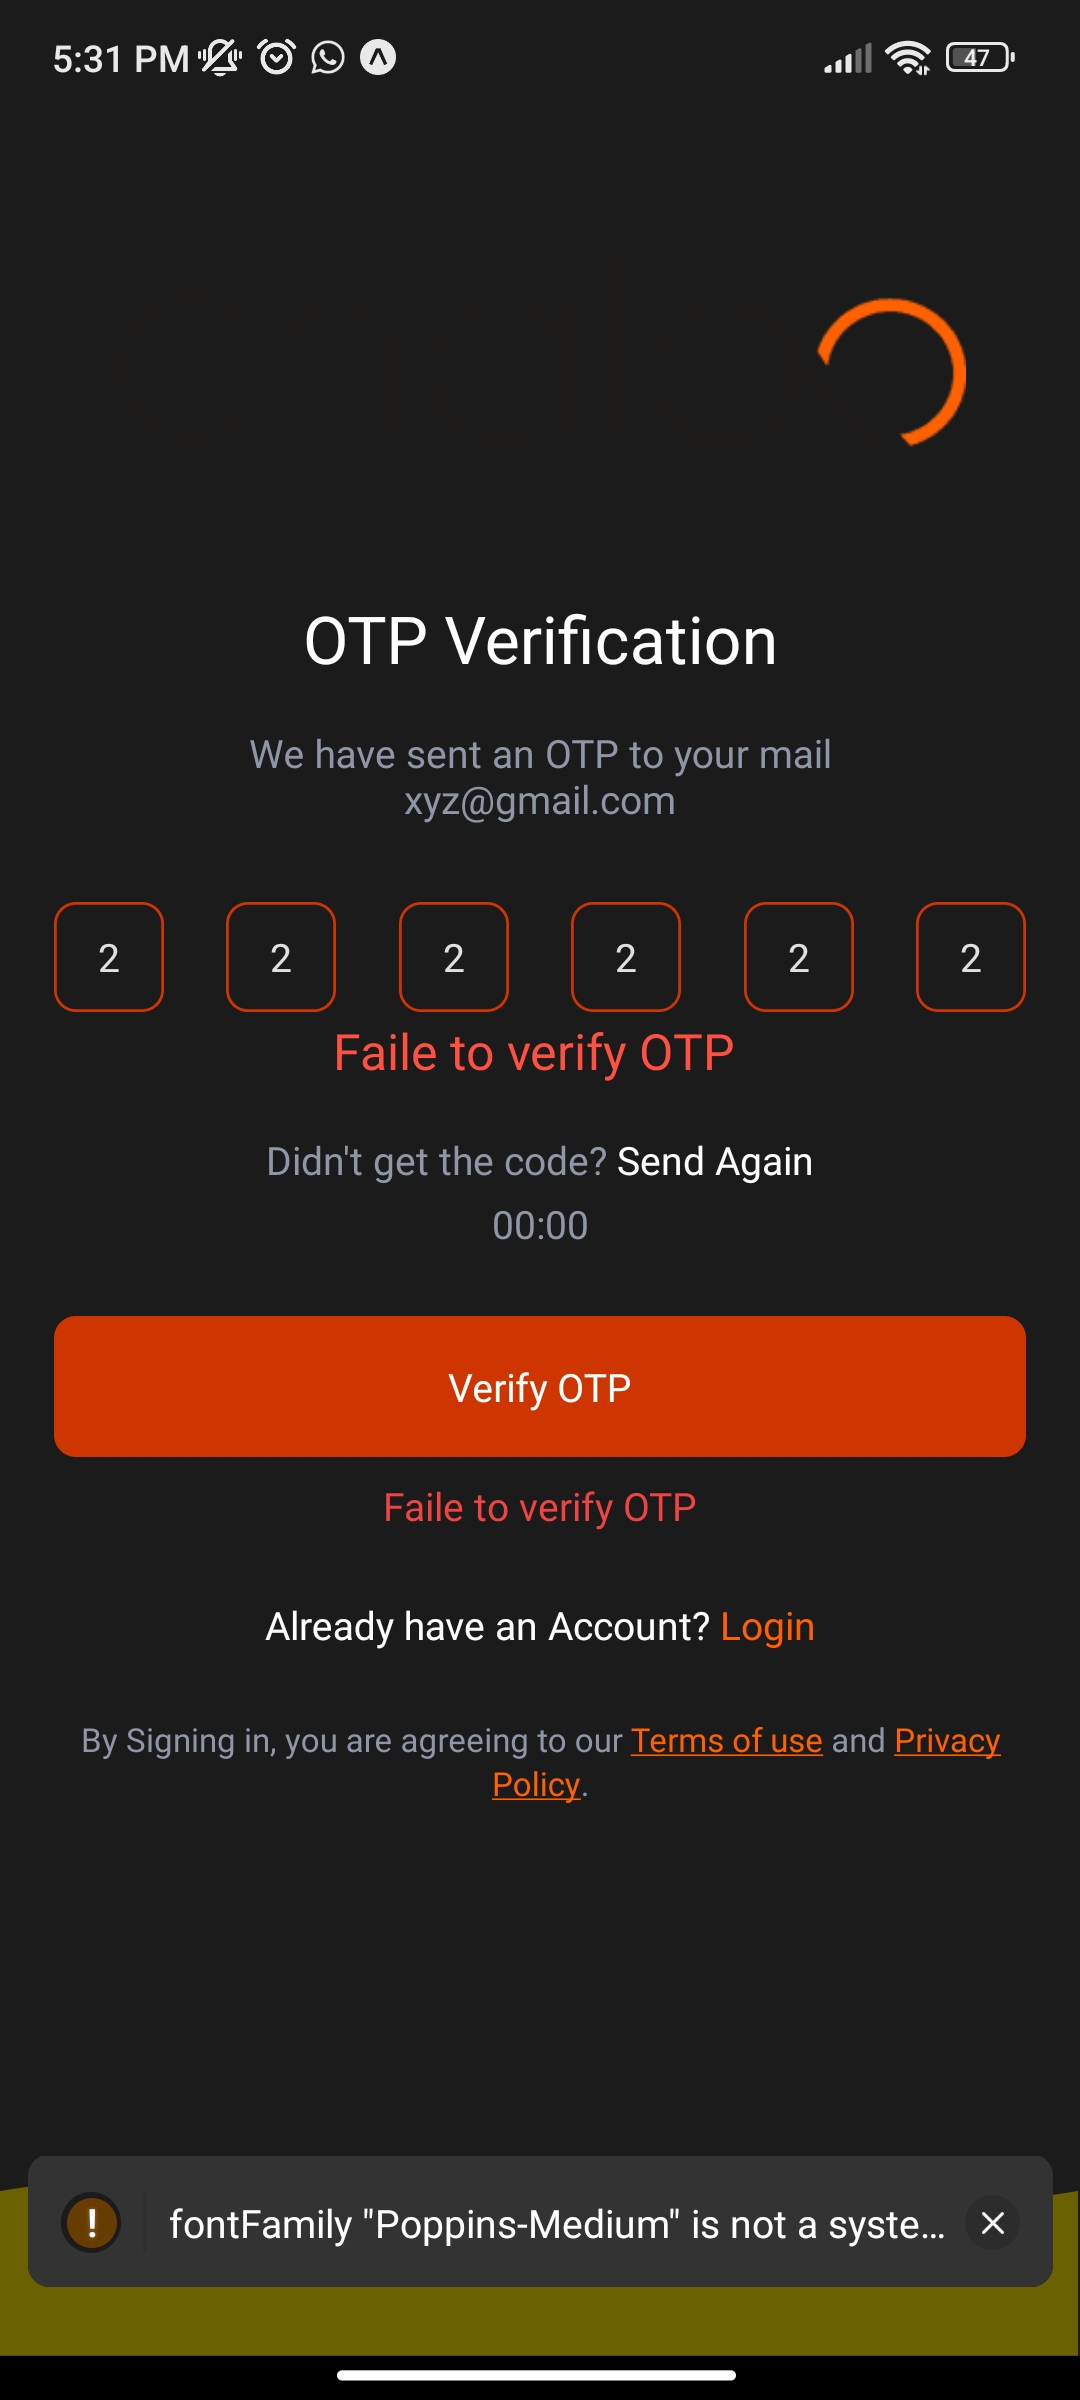 5:31 PM
47
OTP Verification
We have sent an OTP to your mail
xyz@gmail.com
2 2 2 2 2 2
Faile to verify OTP
Didn't get the code? Send Again
00:00
Verify OTP
Faile to verify OTP
Already have an Account? Login
By Signing in, you are agreeing to our Terms of use and Privacy
Policy.
! fontFamily "Poppins-Medium" is not a syste...